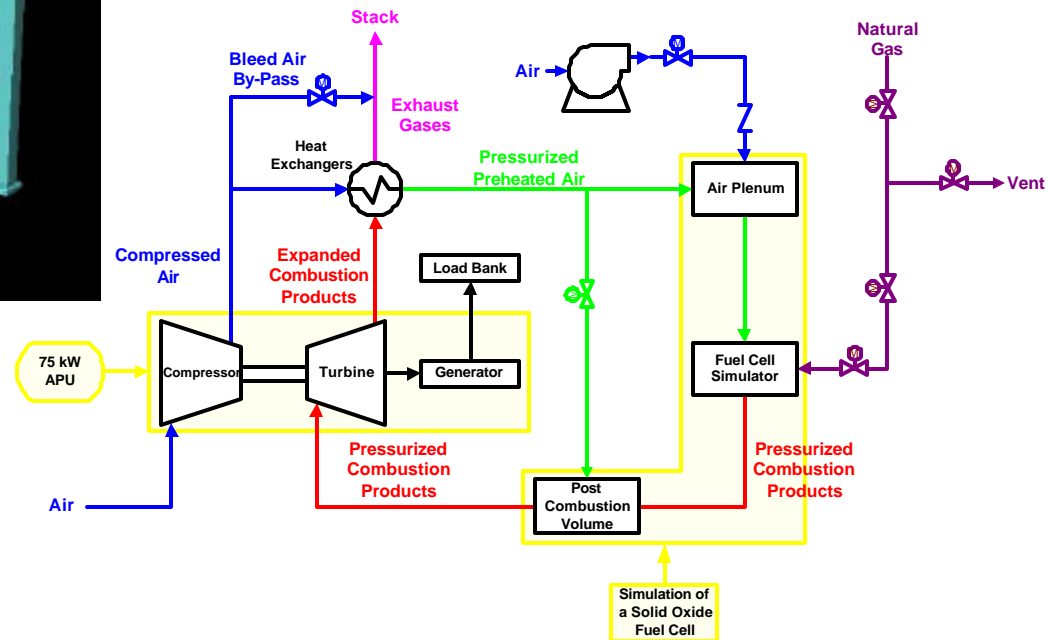 Stack
Natural
Gas
Bleed Air
By-Pass
M
M
Air
Exhaust
Gases
M
Heat
Exchangers
Pressurized
Preheated Air
Air Plenum
M
Vent
Compressed
Air
Expanded
Combustion
Products
Load Bank
M
M
75 kW
APU
Compressor
Turbine
Generator
Fuel Cell
Simulator
M
Pressurized
Combustion
Products
Pressurized
Combustion
Products
Air
Post
Combustion
Volume
Simulation of
a Solid Oxide
Fuel Cell